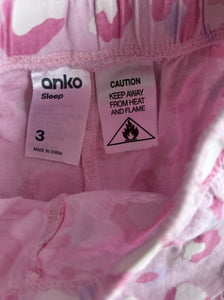 anko
Sleep
3
MADE IN CHINA
CAUTION
KEEP AWAY
FROM HEAT
AND FLAME